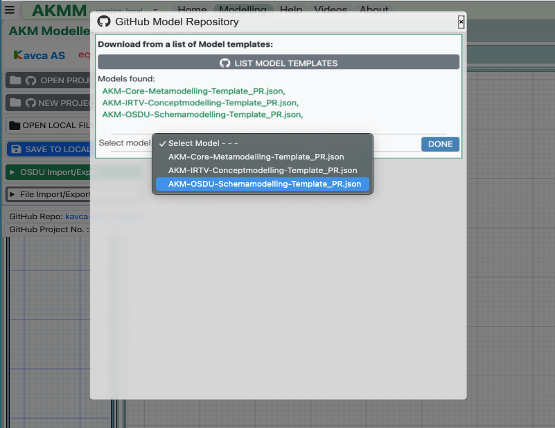 AKMM
Home Modelling Help Videos About
AKM Modelle
Kavca AS
GitHub Model Repository
x
Download from a list of Model templates:
LIST MODEL TEMPLATES
Models found:
AKM-Core-Metamodelling-Template_PR.json,
AKM-IRTV-Conceptmodelling-Template_PR.json,
AKM-OSDU-Schemamodelling-Template_PR.json,
Select model
✓ Select Model - - -
AKM-Core-Metamodelling-Template_PR.json
AKM-IRTV-Conceptmodelling-Template_PR.json
AKM-OSDU-Schemamodelling-Template_PR.json
DONE
OPEN PROJ
NEW PROJE
OPEN LOCAL FIL
SAVE TO LOCAL
OSDU Import/Export
File Import/Export
GitHub Repo: kavca
GitHub Project No. :